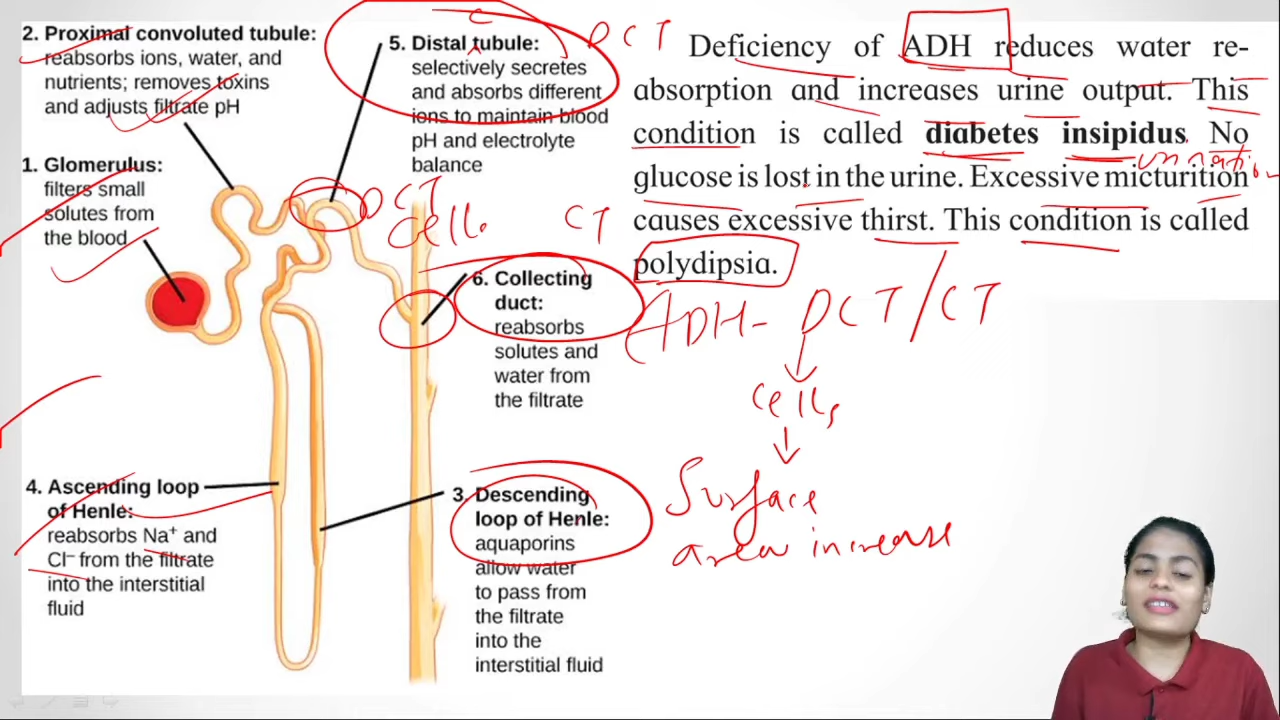 2. Proximal convoluted tubule:
reabsorbs ions, water, and
nutrients; removes toxins
and adjusts filtrate pH
1. Glomerulus:
filters small
solutes from
the blood
4. Ascending loop
of Henle:
reabsorbs Na⁺ and
Cl⁻ from the filtrate
into the interstitial
fluid
c
5. Distal tubule:
selectively secretes
and absorbs different
ions to maintain blood
pH and electrolyte
balance
DCT
DCT
cells
CT
6. Collecting
duct:
reabsorbs
solutes and
water from
the filtrate
3. Descending
loop of Henle:
aquaporins
allow water
to pass from
the filtrate
into the
interstitial fluid
Deficiency of ADH reduces water re-
absorption and increases urine output. This
condition is called diabetes insipidus. No
urination
glucose is lost in the urine. Excessive micturition
causes excessive thirst. This condition is called
polydipsia.
ADH - DCT/CT
cells
Surface
area increase